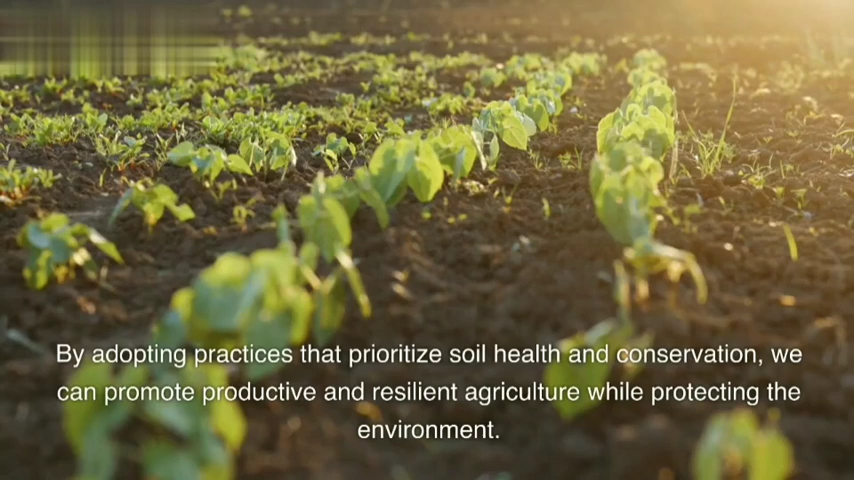 By adopting practices that prioritize soil health and conservation, we
can promote productive and resilient agriculture while protecting the
environment.